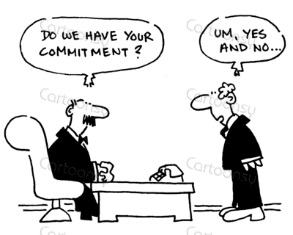 DO WE HAVE YOUR
COMMITMENT?
UM, YES
AND NO...